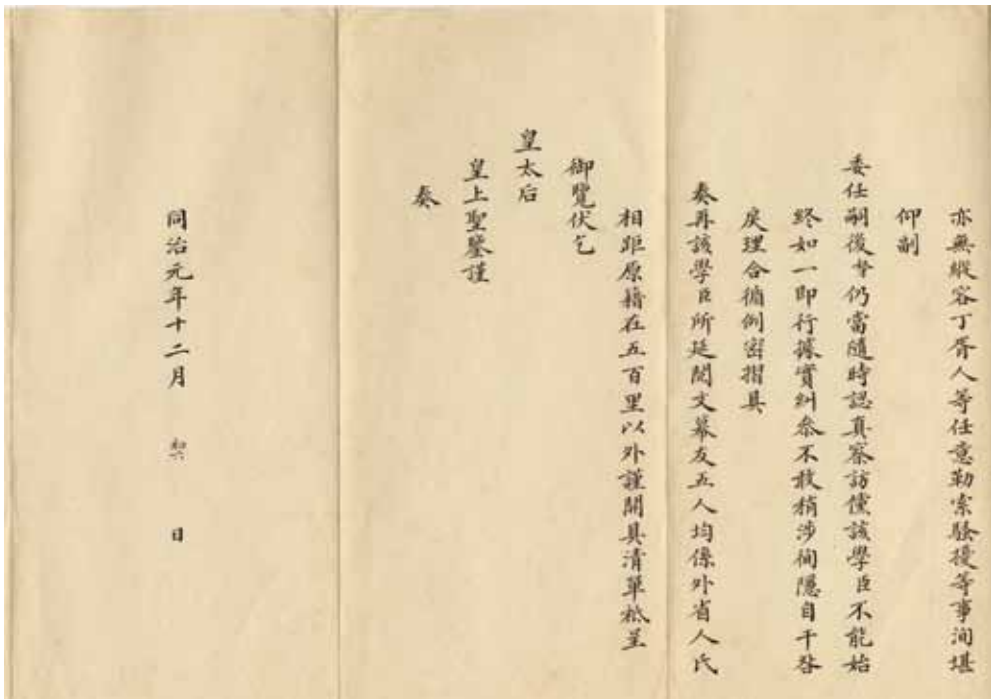 亦無縱容丁胥人等任意勒索騷擾等事洵堪
仰副
委任嗣後等仍當隨時認真察訪儻該學臣不能始
終如一即行據實糾叅不敢稍涉徇隱自干咎
戾理合循例密摺具
奏再該學臣所延閱文幕友五人均係外省人氏
相距原籍在五百里以外謹開具清單祗呈
御覽伏乞
皇太后
皇上聖鑒謹
奏
同治元年十二月 日